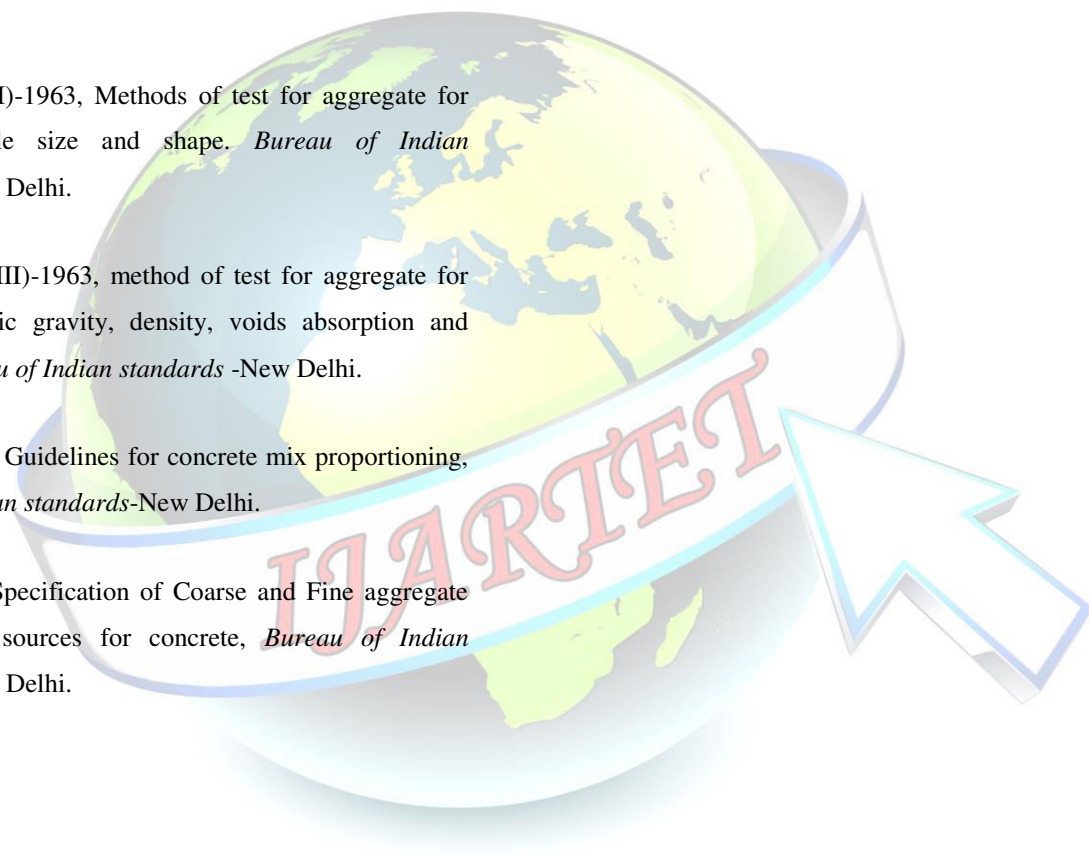 I)-1963, Methods of test for aggregate for
le size and shape. Bureau of Indian
Delhi.
III)-1963, method of test for aggregate for
ic gravity, density, voids absorption and
u of Indian standards -New Delhi.
Guidelines for concrete mix proportioning,
an standards-New Delhi.
Specification of Coarse and Fine aggregate
sources for concrete, Bureau of Indian
Delhi.
IJARTET